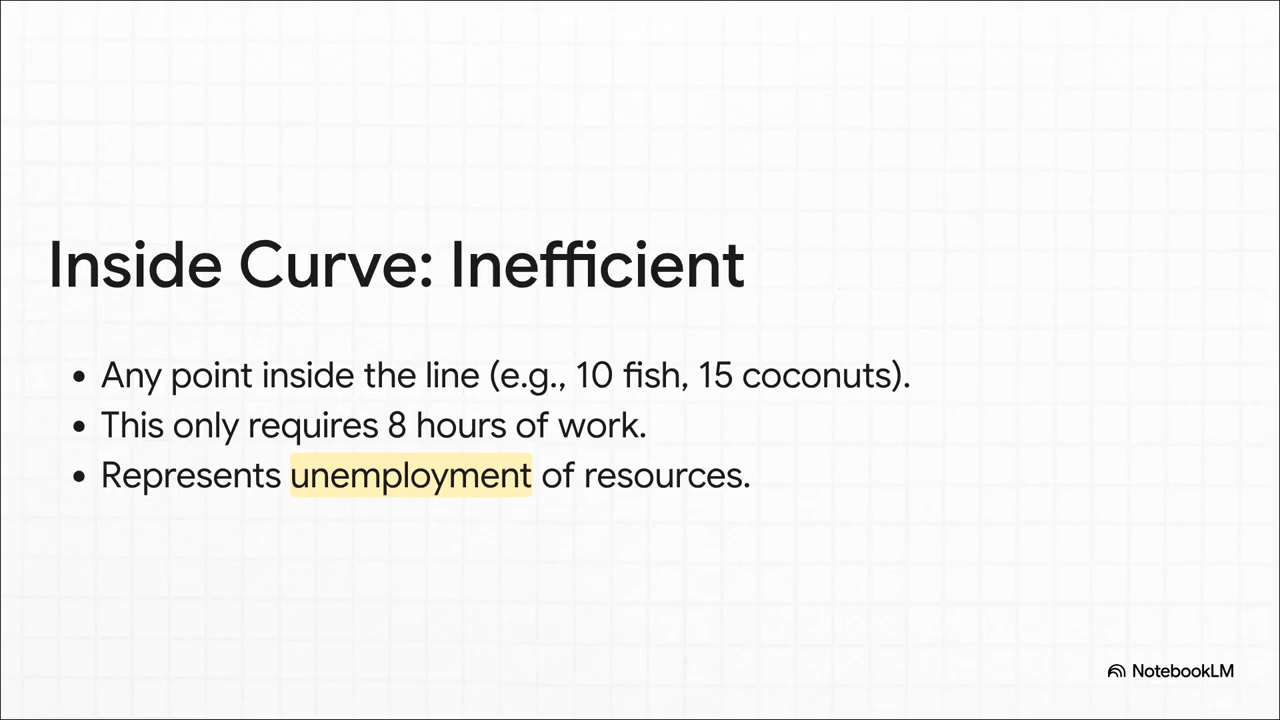 Inside Curve: Inefficient
• Any point inside the line (e.g., 10 fish, 15 coconuts).
• This only requires 8 hours of work.
• Represents unemployment of resources.
NotebookLM